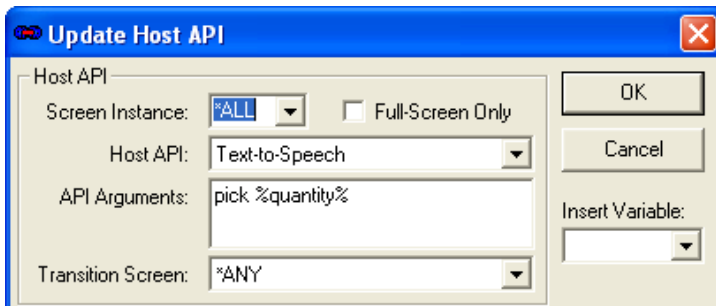 Update Host API
Host API
Screen Instance: *ALL Full-Screen Only
Host API: Text-to-Speech
API Arguments: pick %quantity%
Transition Screen: *ANY
OK
Cancel
Insert Variable: